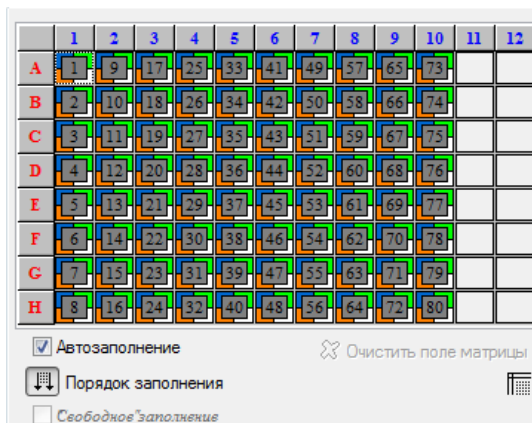 1 2 3 4 5 6 7 8 9 10 11 12
A 1 9 17 25 33 41 49 57 65 73
B 2 10 18 26 34 42 50 58 66 74
C 3 11 19 27 35 43 51 59 67 75
D 4 12 20 28 36 44 52 60 68 76
E 5 13 21 29 37 45 53 61 69 77
F 6 14 22 30 38 46 54 62 70 78
G 7 15 23 31 39 47 55 63 71 79
H 8 16 24 32 40 48 56 64 72 80
Автозаполнение Очистить поле матрицы
Порядок заполнения
Свободное заполнение